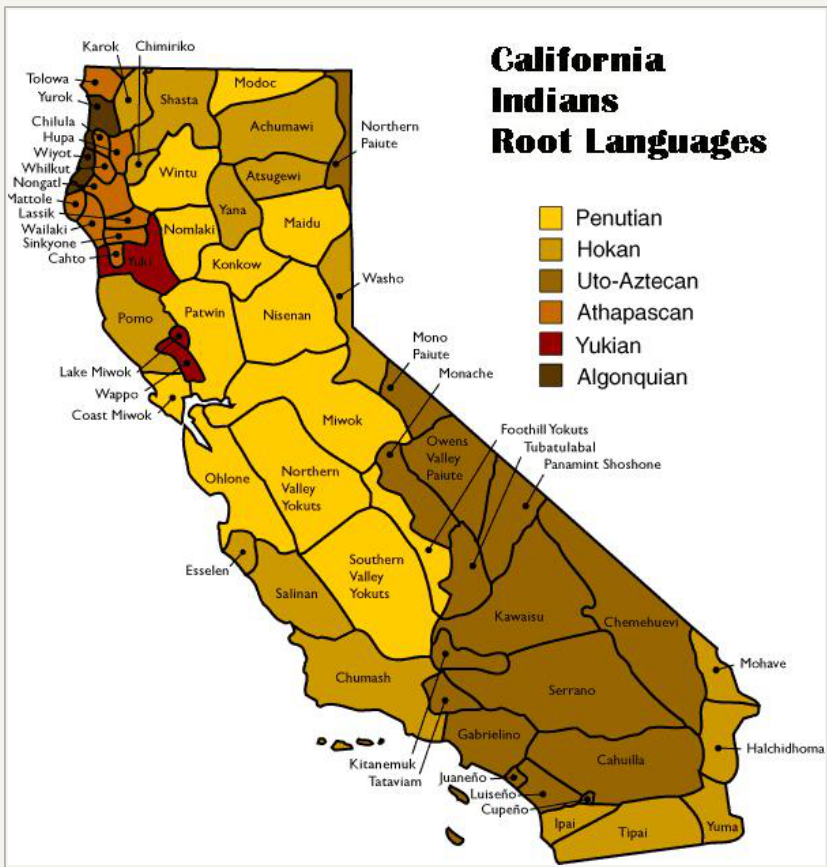 California
Indians
Root Languages
Penutian
Hokan
Uto-Aztecan
Athapascan
Yukian
Algonquian
Karok
Chimiriko
Tolowa
Yurok
Chilula
Hupa
Wiyot
Whilkut
Nongatl
Mattole
Lassik
Wailaki
Sinkyone
Cahto
Shasta
Modoc
Achumawi
Northern
Paiute
Atsugewi
Wintu
Yana
Maidu
Nomlaki
Yuki
Konkow
Washo
Pomo
Patwin
Nisenan
Lake Miwok
Wappo
Coast Miwok
Mono
Paiute
Monache
Miwok
Foothill Yokuts
Tubatulabal
Panamint Shoshone
Owens
Valley
Paiute
Ohlone
Northern
Valley
Yokuts
Esselen
Salinan
Southern
Valley
Yokuts
Kawaisu
Chemehuevi
Chumash
Mohave
Serrano
Kitanemuk
Tataviam
Gabrielino
Cahuilla
Halchidhoma
Juaneño
Luiseño
Cupeño
Ipai
Tipai
Yuma